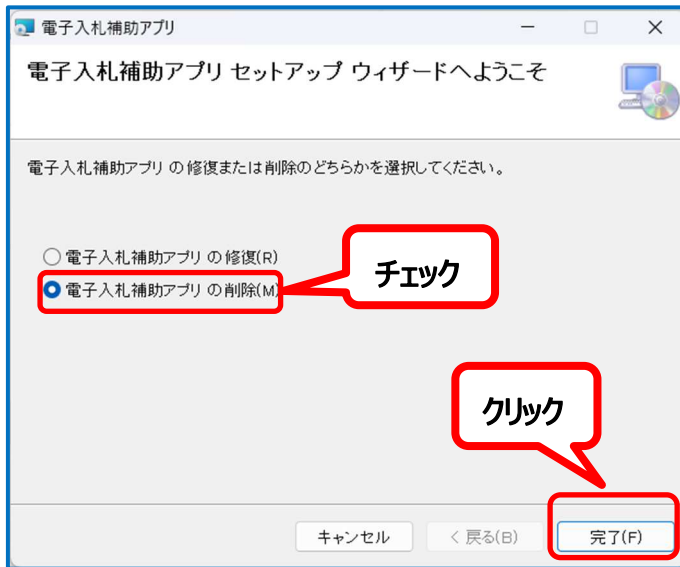 電子入札補助アプリ
電子入札補助アプリ セットアップ ウィザードへようこそ
電子入札補助アプリ の修復または削除のどちらかを選択してください。
電子入札補助アプリ の修復(R)
電子入札補助アプリ の削除(M)
チェック
クリック
キャンセル
< 戻る(B)
完了(F)